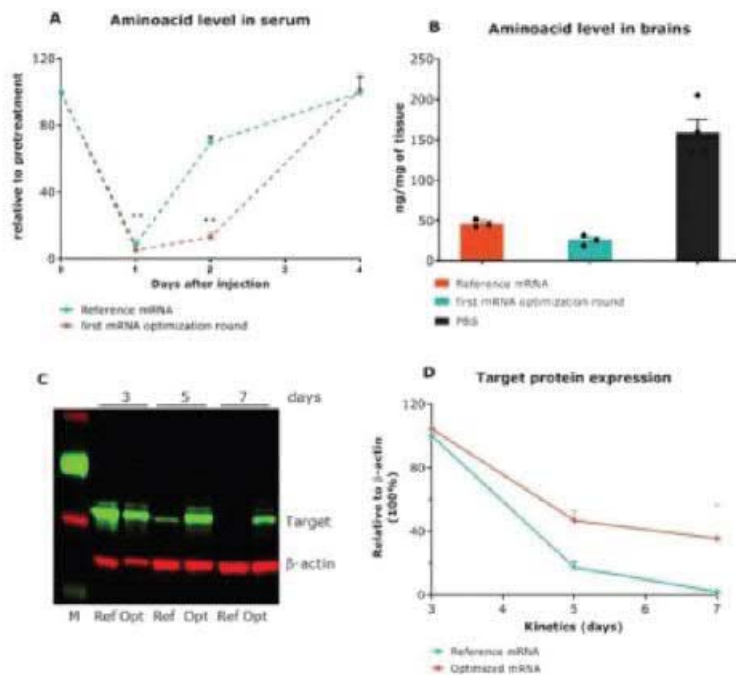 A Aminoacid level in serum
relative to pretreatment
120
80
40
0
0 1 2 3 4
**
**
Days after injection
Reference mRNA
first mRNA optimization round
B Aminoacid level in brains
ng/mg of tissue
250
200
150
100
50
0
Reference mRNA
first mRNA optimization round
PBS
C
3 5 7 days
Target
β-actin
M Ref Opt Ref Opt Ref Opt
D Target protein expression
Relative to β-actin
(100%)
120
80
40
0
3 4 5 6 7
Kinetics (days)
Reference mRNA
Optimized mRNA